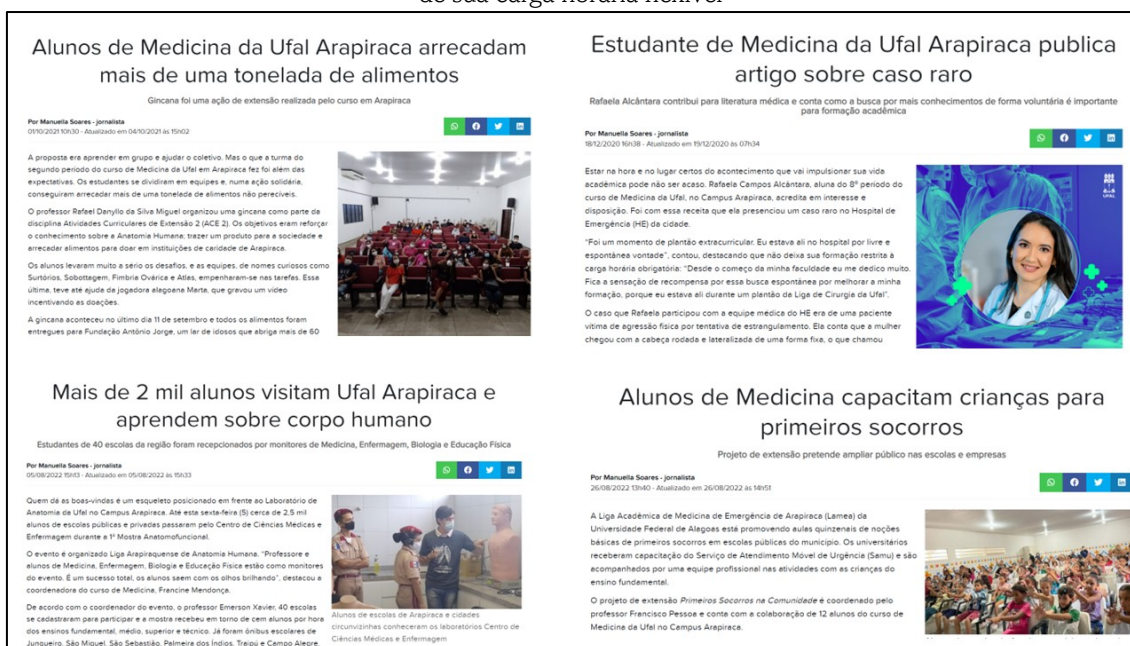 de sua carga horária flexível
Alunos de Medicina da Ufal Arapiraca arrecadam
mais de uma tonelada de alimentos
Gincana foi uma ação de extensão realizada pelo curso em Arapiraca
Por Manuella Soares - jornalista
01/10/2021 10h30 - Atualizado em 04/10/2021 às 15h02
A proposta era aprender em grupo e ajudar o coletivo. Mas o que a turma do
segundo período do curso de Medicina da Ufal em Arapiraca fez foi além das
expectativas. Os estudantes se dividiram em equipes e, numa ação solidária,
conseguiram arrecadar mais de uma tonelada de alimentos não perecíveis.
O professor Rafael Danyllo da Silva Miguel organizou uma gincana como parte da
disciplina Atividades Curriculares de Extensão 2 (ACE 2). Os objetivos eram reforçar
o conhecimento sobre a Anatomia Humana; trazer um produto para a sociedade e
arrecadar alimentos para doar em instituições de caridade de Arapiraca.
Os alunos levaram muito a sério os desafios, e as equipes, de nomes curiosos como
Surtórios, Sobottagem, Fímbria Ovárica e Atlas, empenharam-se nas tarefas. Essa
última, teve até ajuda da jogadora alagoana Marta, que gravou um vídeo
incentivando as doações.
A gincana aconteceu no último dia 11 de setembro e todos os alimentos foram
entregues para Fundação Antônio Jorge, um lar de idosos que abriga mais de 60
Estudante de Medicina da Ufal Arapiraca publica
artigo sobre caso raro
Rafaela Alcântara contribui para literatura médica e conta como a busca por mais conhecimentos de forma voluntária é importante
para formação acadêmica
Por Manuella Soares - jornalista
18/12/2020 16h38 - Atualizado em 19/12/2020 às 07h34
Estar na hora e no lugar certos do acontecimento que vai impulsionar sua vida
acadêmica pode não ser acaso. Rafaela Campos Alcântara, aluna do 8º período do
curso de Medicina da Ufal, no Campus Arapiraca, acredita em interesse e
disposição. Foi com essa receita que ela presenciou um caso raro no Hospital de
Emergência (HE) da cidade.
"Foi um momento de plantão extracurricular. Eu estava ali no hospital por livre e
espontânea vontade", contou, destacando que não deixa sua formação restrita à
carga horária obrigatória: "Desde o começo da minha faculdade eu me dedico muito.
Fica a sensação de recompensa por essa busca espontânea por melhorar a minha
formação, porque eu estava ali durante um plantão da Liga de Cirurgia da Ufal".
O caso que Rafaela participou com a equipe médica do HE era de uma paciente
vítima de agressão física por tentativa de estrangulamento. Ela conta que a mulher
chegou com a cabeça rodada e lateralizada de uma forma fixa, o que chamou
UFAL
Mais de 2 mil alunos visitam Ufal Arapiraca e
aprendem sobre corpo humano
Estudantes de 40 escolas da região foram recepcionados por monitores de Medicina, Enfermagem, Biologia e Educação Física
Por Manuella Soares - jornalista
05/08/2022 15h13 - Atualizado em 05/08/2022 às 15h33
Quem dá as boas-vindas é um esqueleto posicionado em frente ao Laboratório de
Anatomia da Ufal no Campus Arapiraca. Até esta sexta-feira (5) cerca de 2,5 mil
alunos de escolas públicas e privadas passaram pelo Centro de Ciências Médicas e
Enfermagem durante a 1ª Mostra Anatomofuncional.
O evento é organizado Liga Arapiraquense de Anatomia Humana. "Professore e
alunos de Medicina, Enfermagem, Biologia e Educação Física estão como monitores
do evento. É um sucesso total, os alunos saem com os olhos brilhando", destacou a
coordenadora do curso de Medicina, Francine Mendonça.
De acordo com o coordenador do evento, o professor Emerson Xavier, 40 escolas
se cadastraram para participar e a mostra recebeu em torno de cem alunos por hora
dos ensinos fundamental, médio, superior e técnico. Já foram ônibus escolares de
Junqueiro, São Miguel, São Sebastião, Palmeira dos Índios, Traipú e Campo Alegre.
Alunos de escolas de Arapiraca e cidades
circunvizinhas conheceram os laboratórios Centro de
Ciências Médicas e Enfermagem
Alunos de Medicina capacitam crianças para
primeiros socorros
Projeto de extensão pretende ampliar público nas escolas e empresas
Por Manuella Soares - jornalista
26/08/2022 13h40 - Atualizado em 26/08/2022 às 14h51
A Liga Acadêmica de Medicina de Emergência de Arapiraca (Lamea) da
Universidade Federal de Alagoas está promovendo aulas quinzenais de noções
básicas de primeiros socorros em escolas públicas do município. Os universitários
receberam capacitação do Serviço de Atendimento Móvel de Urgência (Samu) e são
acompanhados por uma equipe profissional nas atividades com as crianças do
ensino fundamental.
O projeto de extensão Primeiros Socorros na Comunidade é coordenado pelo
professor Francisco Pessoa e conta com a colaboração de 12 alunos do curso de
Medicina da Ufal no Campus Arapiraca.